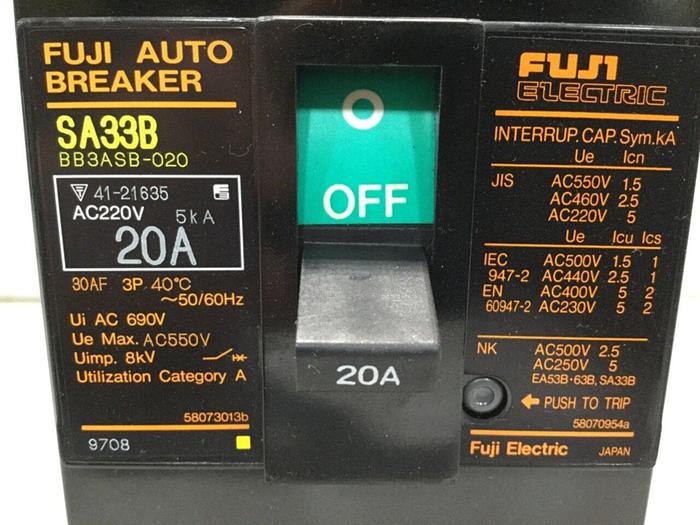 FUJI AUTO
BREAKER
SA33B
BB3ASB-020
41-21635
AC220V 5kA
20A
30AF 3P 40°C
~50/60Hz
Ui AC 690V
Ue Max. AC550V
Uimp. 8kV
Utilization Category A
58073013b
9708
O
OFF
20A
FUJI
ELECTRIC
INTERRUP. CAP. Sym. kA
Ue Icn
JIS AC550V 1.5
AC460V 2.5
AC220V 5
Ue Icu Ics
IEC AC500V 1.5 1
947-2 AC440V 2.5 1
EN AC400V 5 2
60947-2 AC230V 5 2
NK AC500V 2.5
AC250V 5
EA53B·63B, SA33B
← PUSH TO TRIP
58070954a
Fuji Electric JAPAN